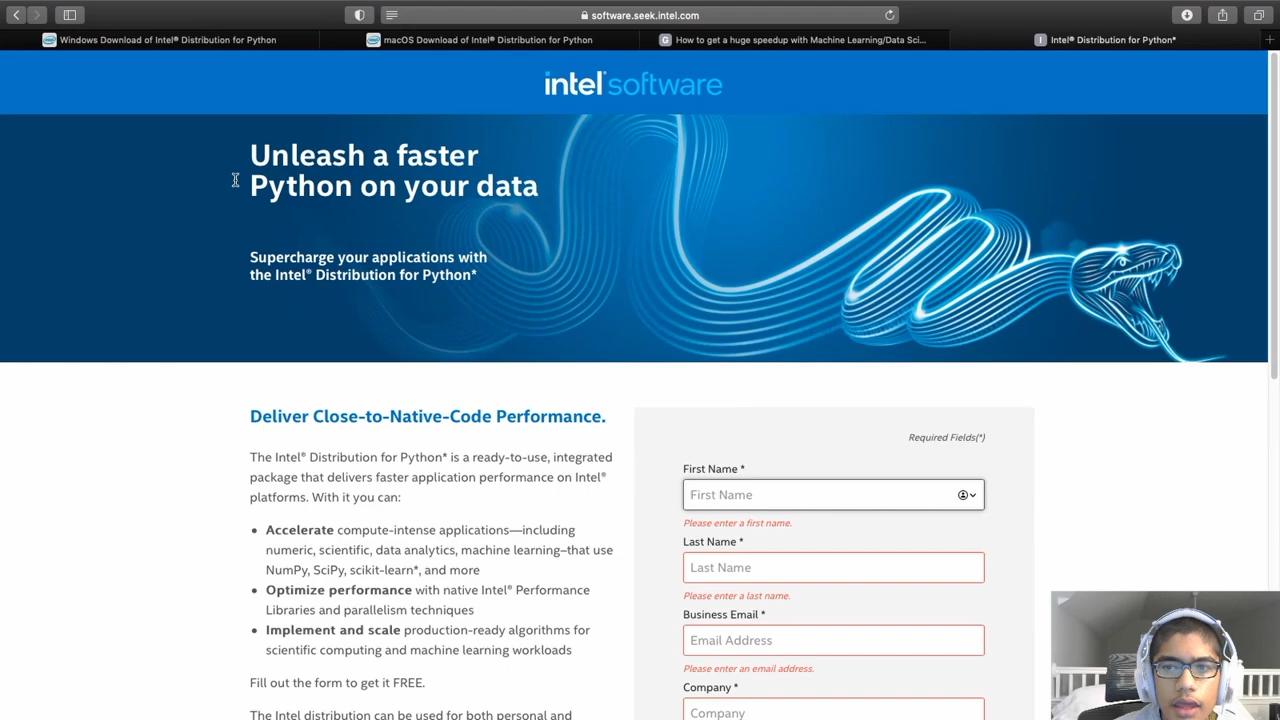 software.seek.intel.com
Windows Download of Intel® Distribution for Python
macOS Download of Intel® Distribution for Python
How to get a huge speedup with Machine Learning/Data Sci...
Intel® Distribution for Python*
intel software
Unleash a faster
Python on your data
Supercharge your applications with
the Intel® Distribution for Python*
Deliver Close-to-Native-Code Performance.
The Intel® Distribution for Python* is a ready-to-use, integrated
package that delivers faster application performance on Intel®
platforms. With it you can:
• Accelerate compute-intense applications—including
numeric, scientific, data analytics, machine learning–that use
NumPy, SciPy, scikit-learn*, and more
• Optimize performance with native Intel® Performance
Libraries and parallelism techniques
• Implement and scale production-ready algorithms for
scientific computing and machine learning workloads
Fill out the form to get it FREE.
The Intel distribution can be used for both personal and
Required Fields(*)
First Name *
First Name
Please enter a first name.
Last Name *
Last Name
Please enter a last name.
Business Email *
Email Address
Please enter an email address.
Company *
Company